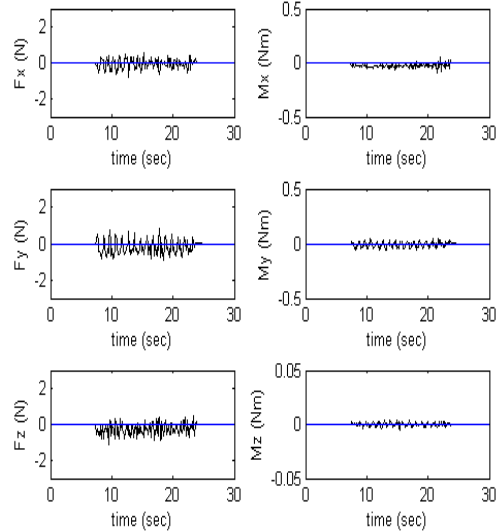 2
0
-2
Fx (N)
0 10 20 30
time (sec)
0.5
0
-0.5
Mx (Nm)
0 10 20 30
time (sec)
2
0
-2
Fy (N)
0 10 20 30
time (sec)
0.5
0
-0.5
My (Nm)
0 10 20 30
time (sec)
2
0
-2
Fz (N)
0 10 20 30
time (sec)
0.05
0
-0.05
Mz (Nm)
0 10 20 30
time (sec)